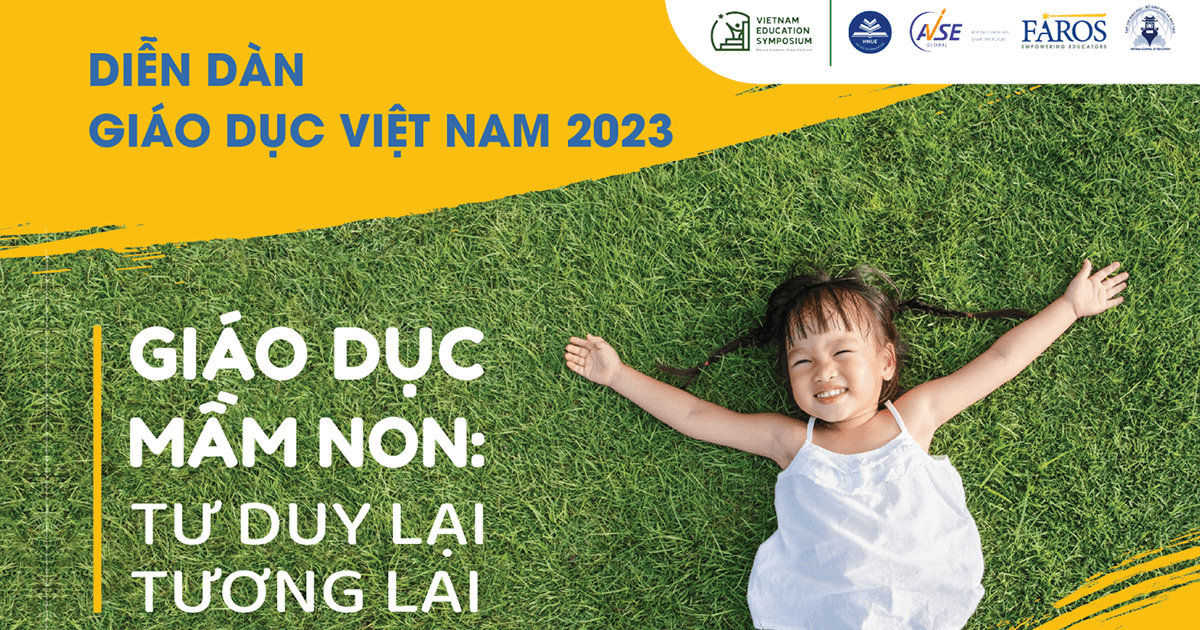 DIỄN DÀN
GIÁO DỤC VIỆT NAM 2023
VIETNAM
EDUCATION
SYMPOSIUM
HNUE
AVSE
GLOBAL
FAROS
EMPOWERING EDUCATORS
GIÁO DỤC
MẦM NON:
TƯ DUY LẠI
TƯƠNG LAI